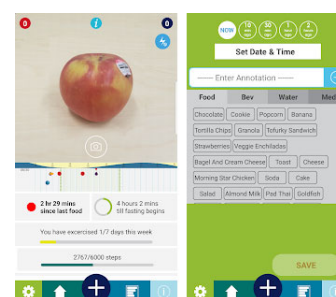 0
i
0
2 hr 29 mins
since last food
4 hours 2 mins
till fasting begins
You have excercised 1/7 days this week
2767/6000 steps
NOW
10
30
1
2
Set Date & Time
----- Enter Annotation -----
Food Bev Water Med
Chocolate Cookie Popcorn Banana
Tortilla Chips Granola Tofurky Sandwich
Strawberries Veggie Enchiladas
Bagel And Cream Cheese Toast Cheese
Morning Star Chicken Soda Cake
Salad Almond Milk Pad Thai Goldfish
SAVE